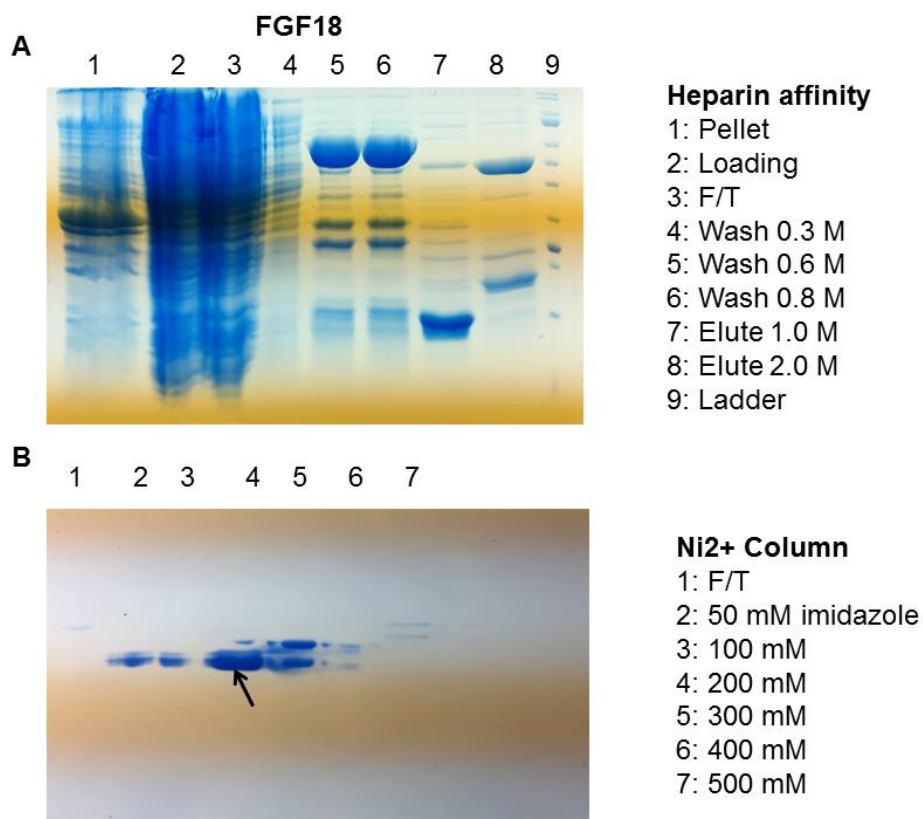 FGF18
A
1 2 3 4 5 6 7 8 9
Heparin affinity
1: Pellet
2: Loading
3: F/T
4: Wash 0.3 M
5: Wash 0.6 M
6: Wash 0.8 M
7: Elute 1.0 M
8: Elute 2.0 M
9: Ladder
B
1 2 3 4 5 6 7
Ni2+ Column
1: F/T
2: 50 mM imidazole
3: 100 mM
4: 200 mM
5: 300 mM
6: 400 mM
7: 500 mM